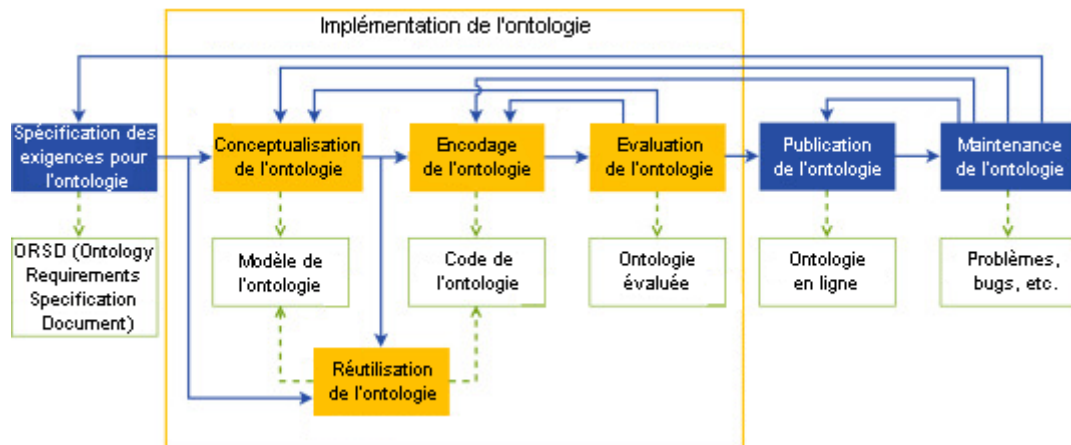 Implémentation de l'ontologie
Spécification des
exigences pour
l'ontologie
Conceptualisation
de l'ontologie
Encodage
de l'ontologie
Evaluation
de l'ontologie
Publication
de l'ontologie
Maintenance
de l'ontologie
ORSD (Ontology
Requirements
Specification
Document)
Modèle de
l'ontologie
Code de
l'ontologie
Ontologie
évaluée
Ontologie
en ligne
Problèmes,
bugs, etc.
Réutilisation
de l'ontologie